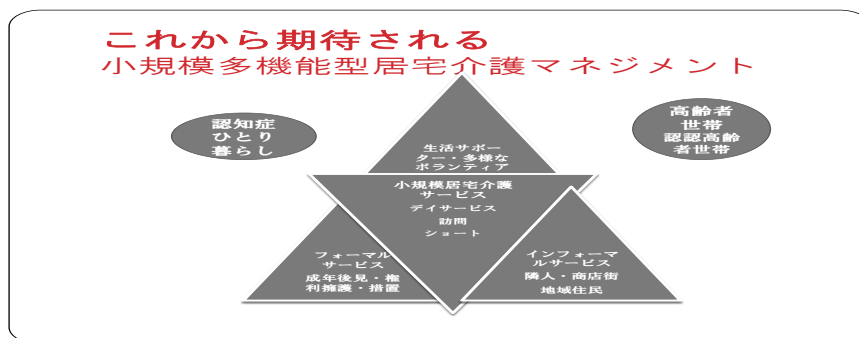 これから期待される
小規模多機能型居宅介護マネジメント
認知症
ひとり
暮らし
高齢者
世帯
認認高齢
者世帯
生活サポー
ター・多様な
ボランティア
小規模居宅介護
サービス
デイサービス
訪問
ショート
フォーマル
サービス
成年後見・権
利擁護・措置
インフォーマ
ルサービス
隣人・商店街
地域住民